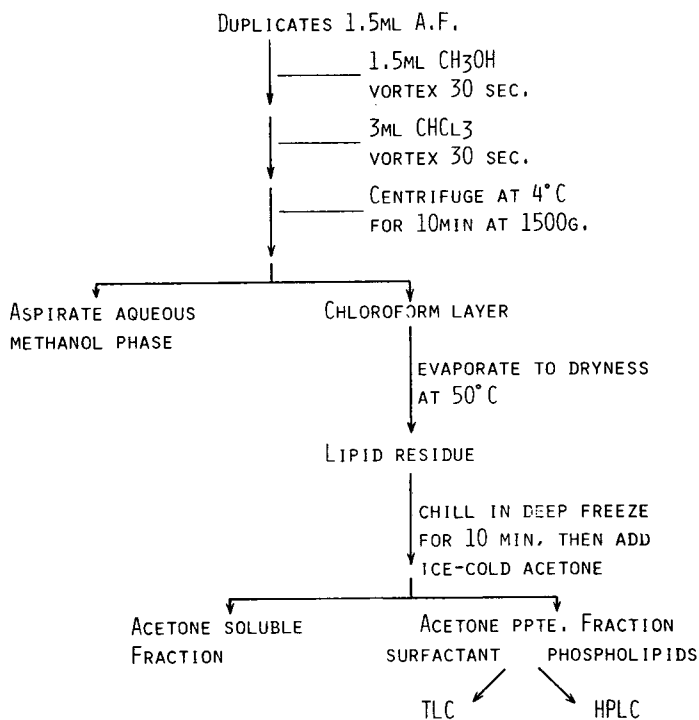 DUPLICATES 1.5ML A.F.
1.5ML CH3OH
VORTEX 30 SEC.
3ML CHCL3
VORTEX 30 SEC.
CENTRIFUGE AT 4°C
FOR 10MIN AT 1500G.
ASPIRATE AQUEOUS
METHANOL PHASE
CHLOROFORM LAYER
EVAPORATE TO DRYNESS
AT 50°C
LIPID RESIDUE
CHILL IN DEEP FREEZE
FOR 10 MIN. THEN ADD
ICE-COLD ACETONE
ACETONE SOLUBLE
FRACTION
ACETONE PPTE. FRACTION
SURFACTANT PHOSPHOLIPIDS
TLC
HPLC